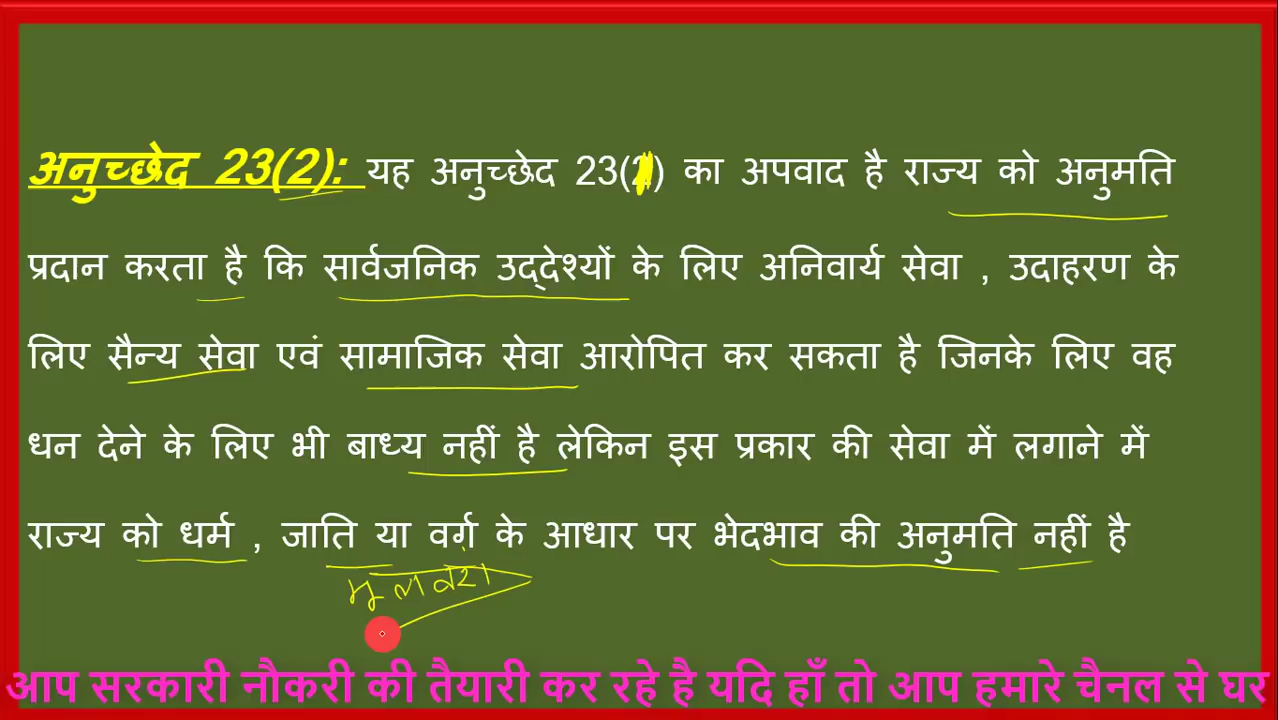 अनुच्छेद 23(2): यह अनुच्छेद 23(1) का अपवाद है राज्य को अनुमति
प्रदान करता है कि सार्वजनिक उद्देश्यों के लिए अनिवार्य सेवा , उदाहरण के
लिए सैन्य सेवा एवं सामाजिक सेवा आरोपित कर सकता है जिनके लिए वह
धन देने के लिए भी बाध्य नहीं है लेकिन इस प्रकार की सेवा में लगाने में
राज्य को धर्म , जाति या वर्ग के आधार पर भेदभाव की अनुमति नहीं है
आप सरकारी नौकरी की तैयारी कर रहे है यदि हाँ तो आप हमारे चैनल से घर